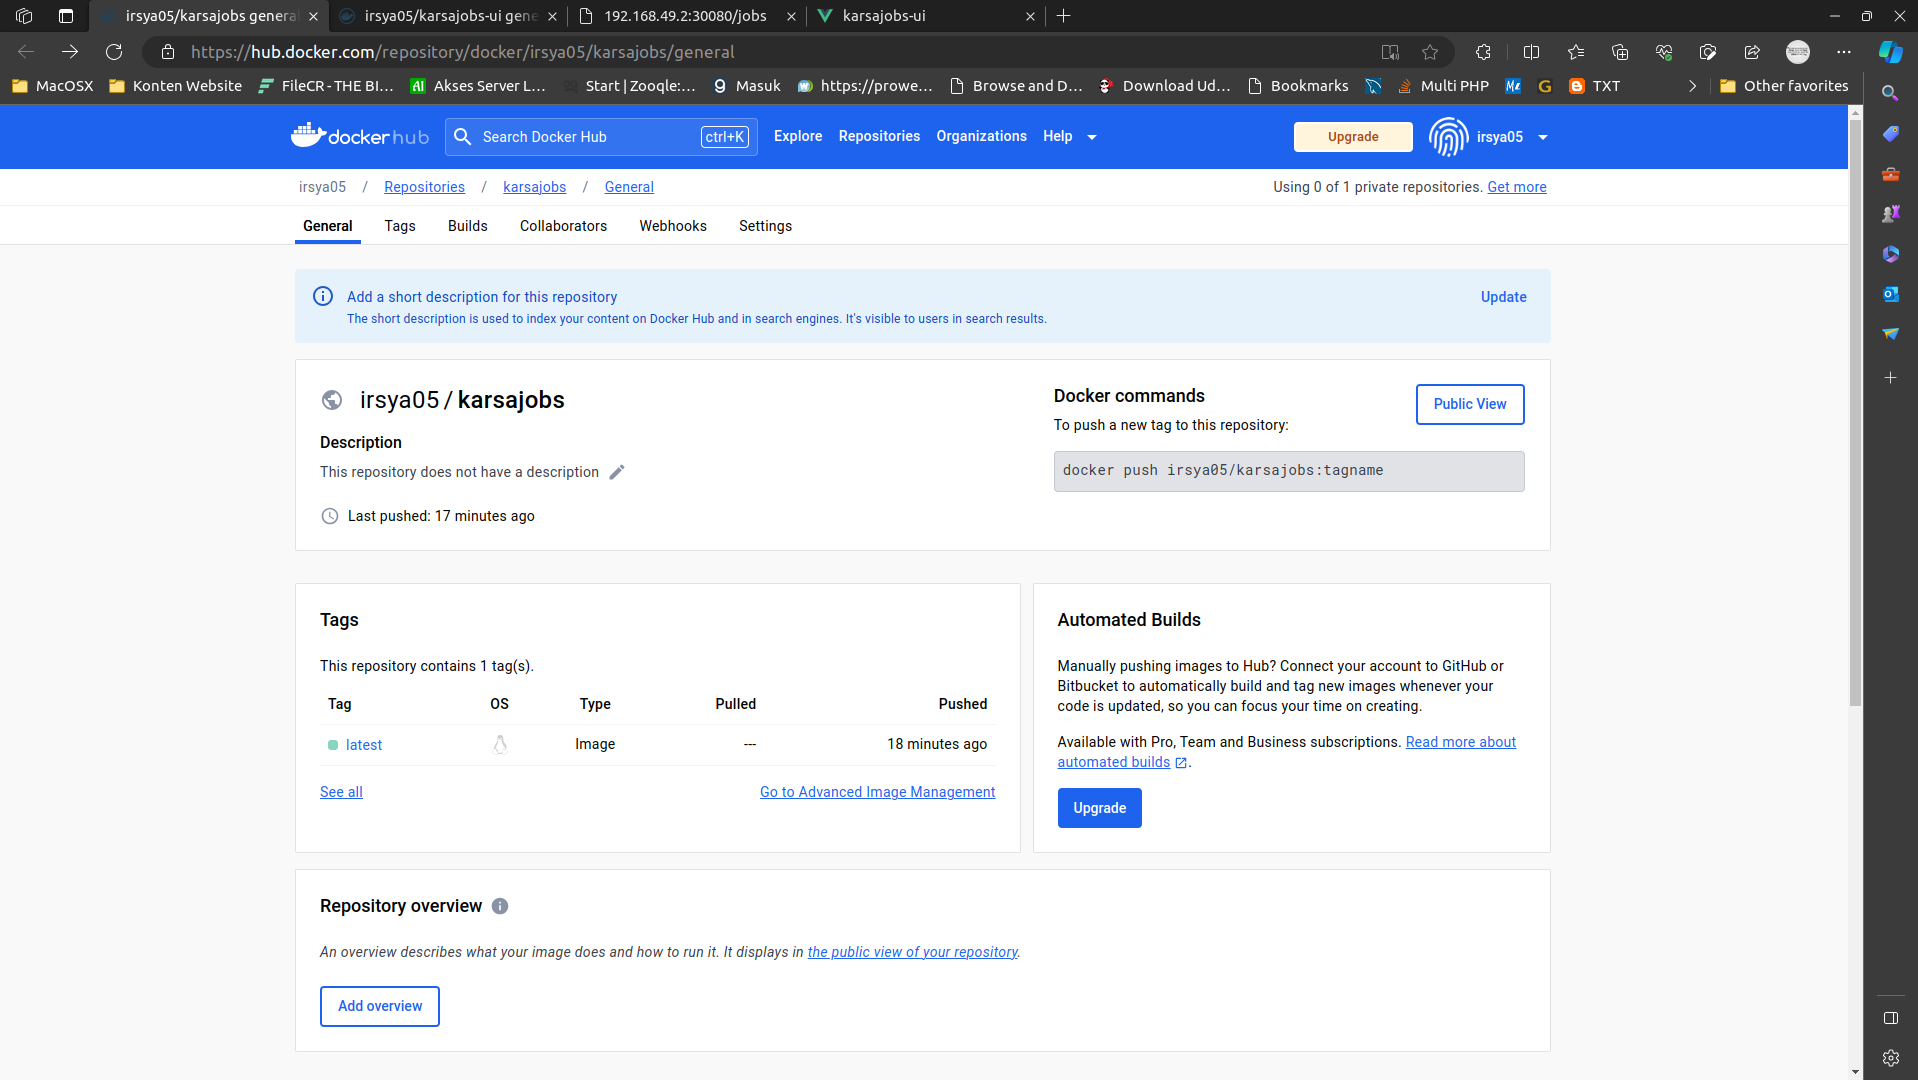 irsya05/karsajobs general
irsya05/karsajobs-ui gene
192.168.49.2:30080/jobs
karsajobs-ui
https://hub.docker.com/repository/docker/irsya05/karsajobs/general
MacOSX
Konten Website
FileCR - THE BI...
AI
Akses Server L...
Start | Zooqle:...
Masuk
https://prowe...
Browse and D...
Download Ud...
Bookmarks
Multi PHP
TXT
Other favorites
docker hub
Search Docker Hub
ctrl+K
Explore
Repositories
Organizations
Help
Upgrade
irsya05
irsya05 / Repositories / karsajobs / General
Using 0 of 1 private repositories. Get more
General
Tags
Builds
Collaborators
Webhooks
Settings
Add a short description for this repository
Update
The short description is used to index your content on Docker Hub and in search engines. It's visible to users in search results.
irsya05 / karsajobs
Description
This repository does not have a description
Last pushed: 17 minutes ago
Docker commands
Public View
To push a new tag to this repository:
docker push irsya05/karsajobs:tagname
Tags
This repository contains 1 tag(s).
Tag OS Type Pulled Pushed
latest Image --- 18 minutes ago
See all
Go to Advanced Image Management
Automated Builds
Manually pushing images to Hub? Connect your account to GitHub or
Bitbucket to automatically build and tag new images whenever your
code is updated, so you can focus your time on creating.
Available with Pro, Team and Business subscriptions. Read more about
automated builds .
Upgrade
Repository overview
An overview describes what your image does and how to run it. It displays in the public view of your repository.
Add overview